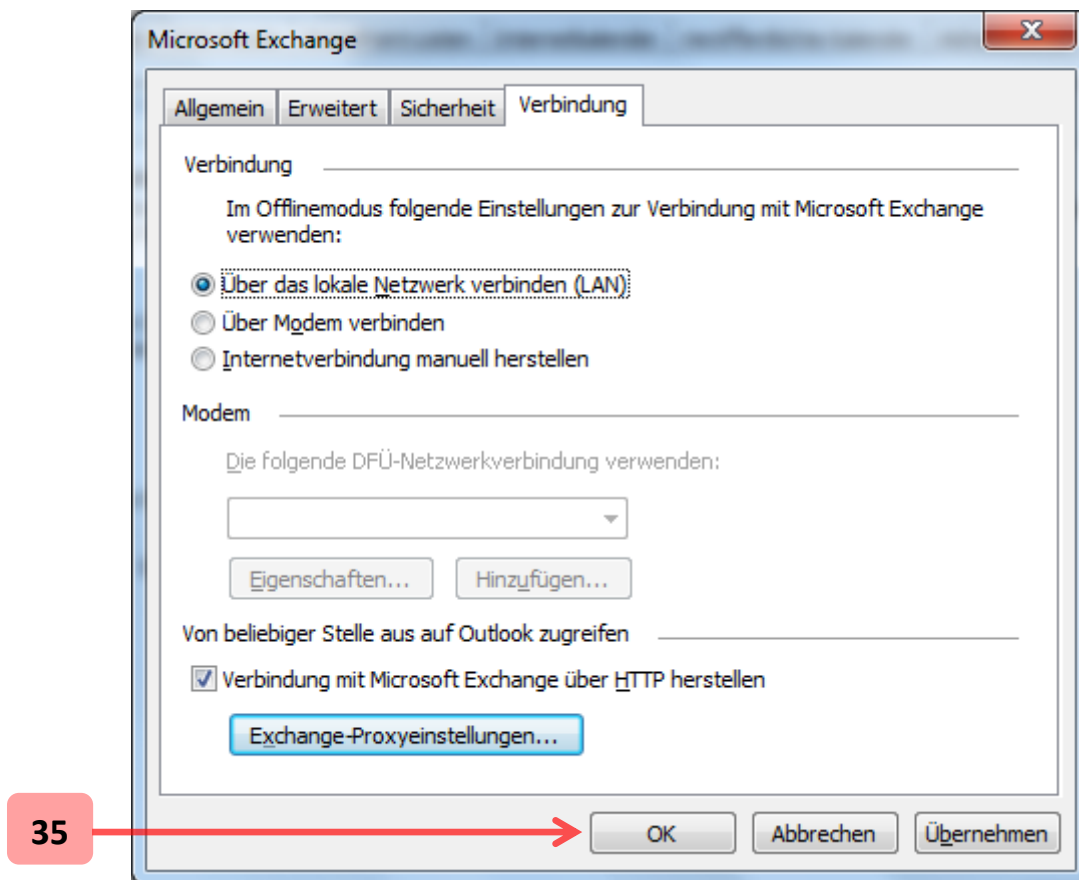 Microsoft Exchange
Allgemein Erweitert Sicherheit Verbindung
Verbindung
Im Offlinemodus folgende Einstellungen zur Verbindung mit Microsoft Exchange
verwenden:
Über das lokale Netzwerk verbinden (LAN)
Über Modem verbinden
Internetverbindung manuell herstellen
Modem
Die folgende DFÜ-Netzwerkverbindung verwenden:
Eigenschaften... Hinzufügen...
Von beliebiger Stelle aus auf Outlook zugreifen
Verbindung mit Microsoft Exchange über HTTP herstellen
Exchange-Proxyeinstellungen...
35 OK Abbrechen Übernehmen